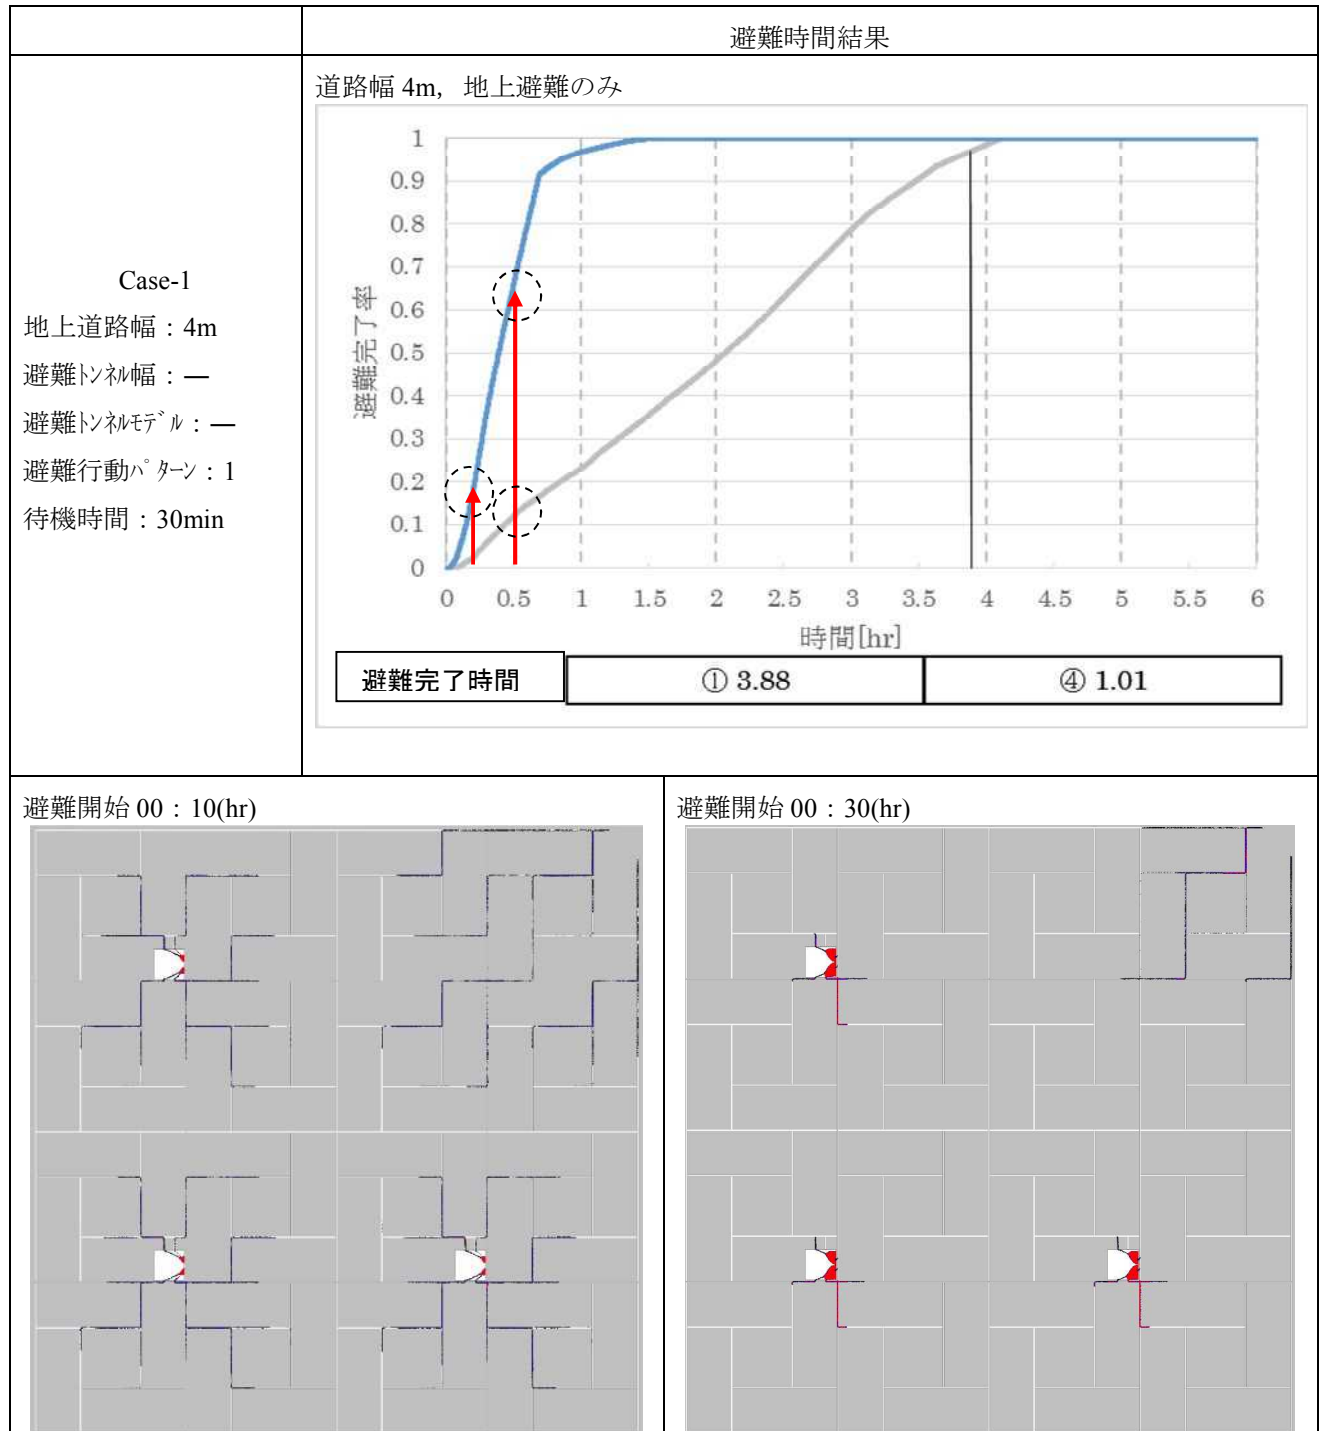 避難時間結果
Case-1
地上道路幅：4m
避難ﾄﾝﾈﾙ幅：―
避難ﾄﾝﾈﾙﾓﾃﾞﾙ：―
避難行動ﾊﾟﾀｰﾝ：1
待機時間：30min
道路幅 4m，地上避難のみ
避難完了率
1
0.9
0.8
0.7
0.6
0.5
0.4
0.3
0.2
0.1
0
0 0.5 1 1.5 2 2.5 3 3.5 4 4.5 5 5.5 6
時間[hr]
避難完了時間 ① 3.88 ④ 1.01
避難開始 00：10(hr)
避難開始 00：30(hr)